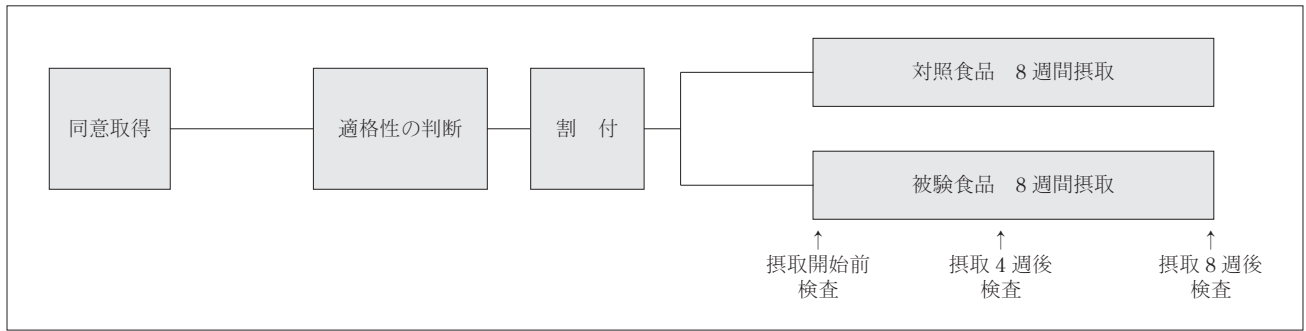 対照食品　8週間摂取
同意取得
適格性の判断
割　付
被験食品　8週間摂取
↑
↑
↑
摂取開始前
検査
摂取4週後
検査
摂取8週後
検査